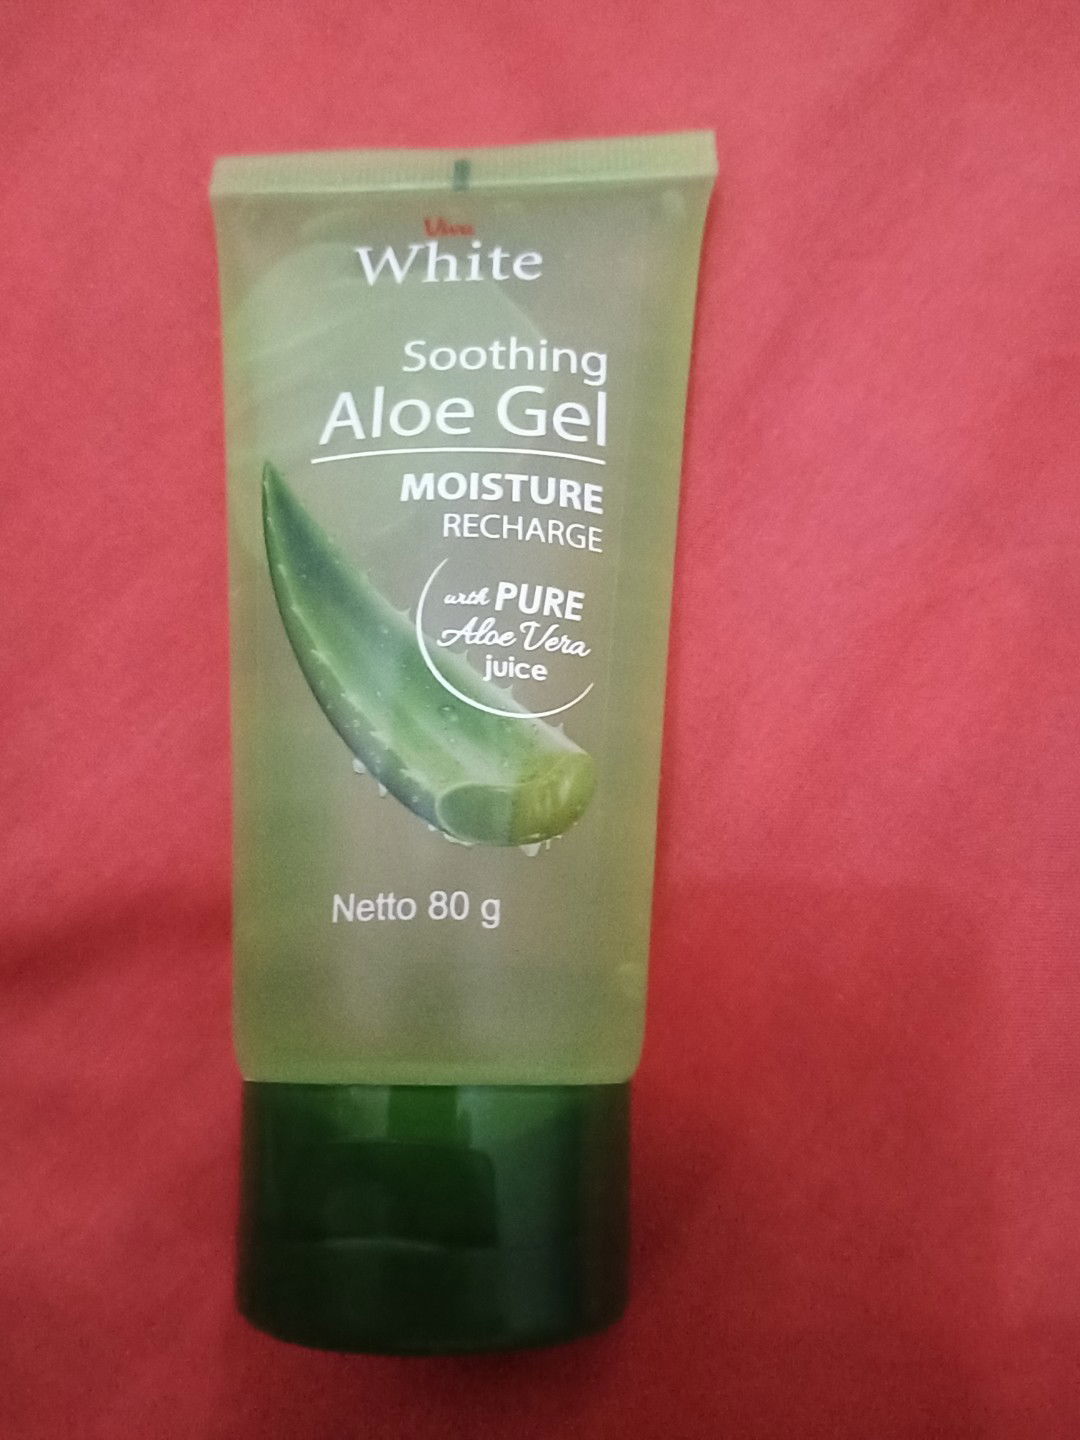 Viva
White
Soothing
Aloe Gel
MOISTURE
RECHARGE
with PURE
Aloe Vera
juice
Netto 80 g